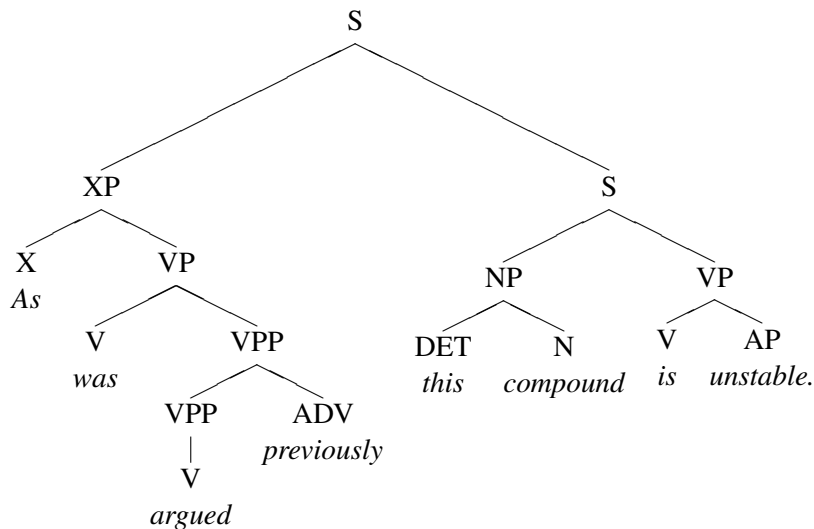 S
XP S
X VP NP VP
As
V VPP DET N V AP
was this compound is unstable.
VPP ADV
previously
V
argued